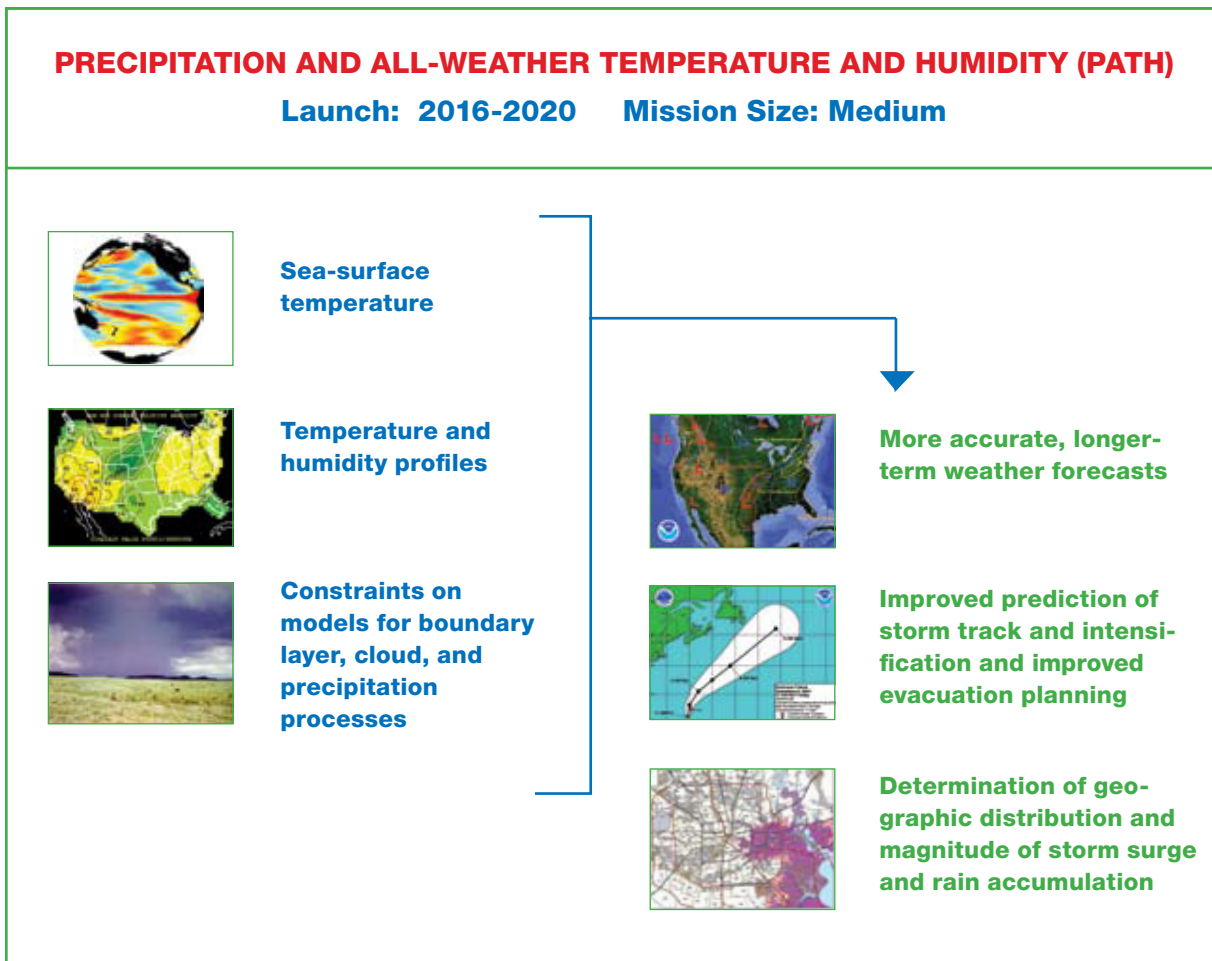 PRECIPITATION AND ALL-WEATHER TEMPERATURE AND HUMIDITY (PATH)
Launch: 2016-2020 Mission Size: Medium
Sea-surface
temperature
Temperature and
humidity profiles
Constraints on
models for boundary
layer, cloud, and
precipitation
processes
More accurate, longer-
term weather forecasts
Improved prediction of
storm track and intensi-
fication and improved
evacuation planning
Determination of geo-
graphic distribution and
magnitude of storm surge
and rain accumulation